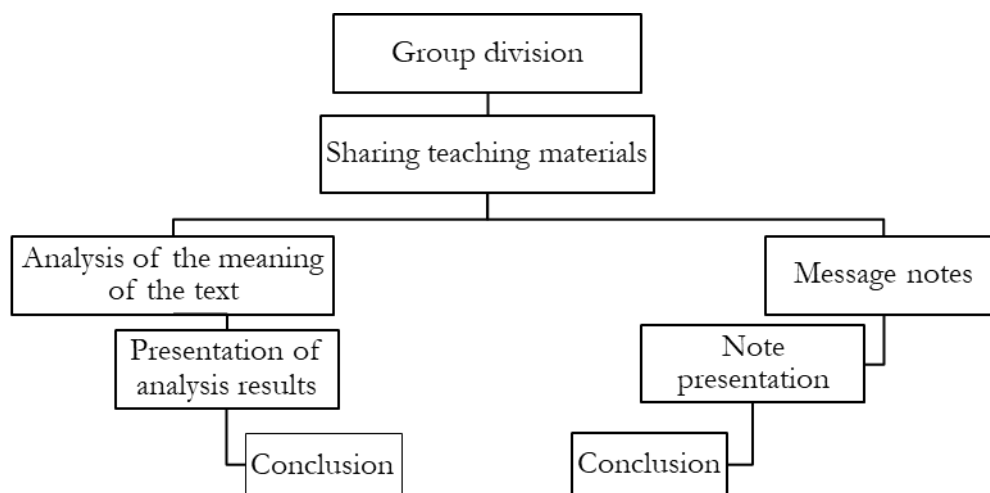 Group division
Sharing teaching materials
Analysis of the meaning
of the text
Message notes
Presentation of
analysis results
Note
presentation
Conclusion
Conclusion